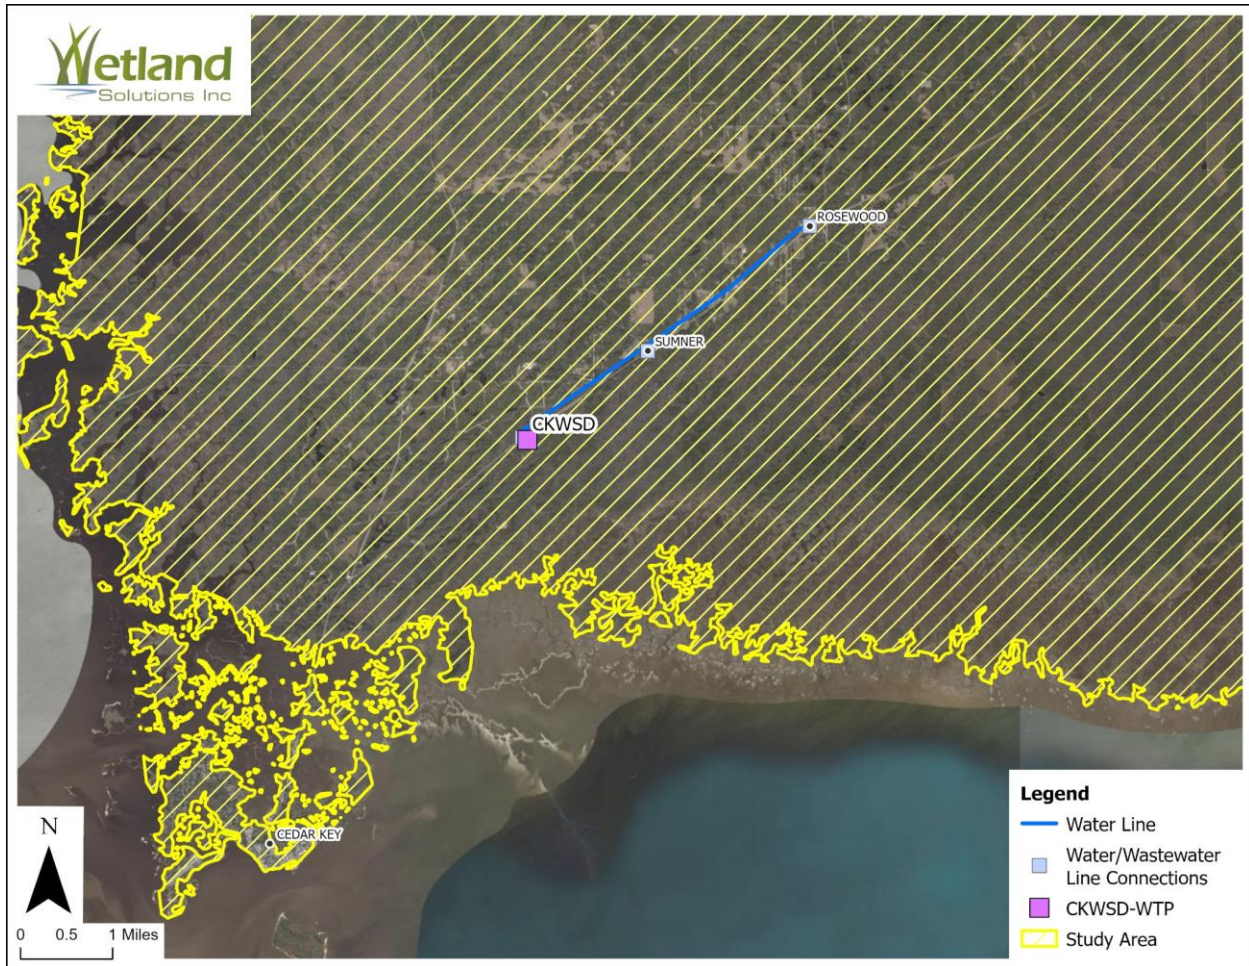 Wetland
Solutions Inc
ROSEWOOD
SUMNER
CKWSD
CEDAR KEY
N
0 0.5 1 Miles
Legend
Water Line
Water/Wastewater
Line Connections
CKWSD-WTP
Study Area